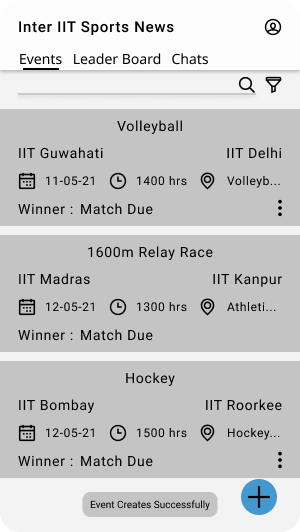 Inter IIT Sports News
Events Leader Board Chats
Volleyball
IIT Guwahati IIT Delhi
11-05-21 1400 hrs Volleyb...
Winner : Match Due
1600m Relay Race
IIT Madras IIT Kanpur
12-05-21 1300 hrs Athleti...
Winner : Match Due
Hockey
IIT Bombay IIT Roorkee
12-05-21 1500 hrs Hockey...
Winner : Match Due
Event Creates Successfully